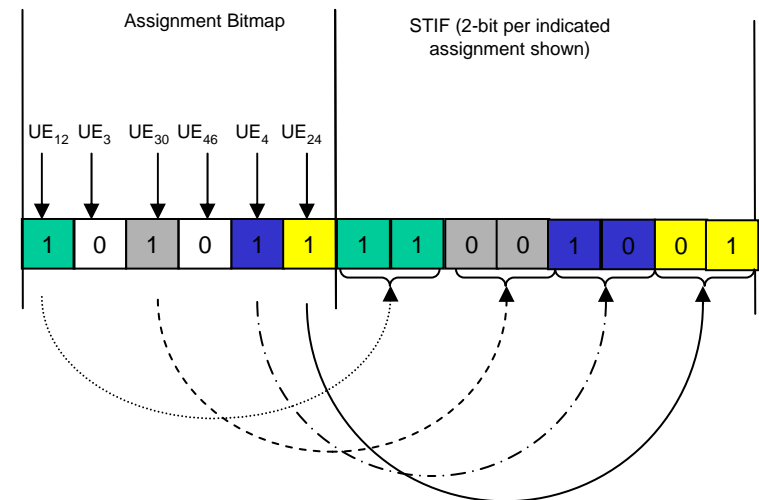 Assignment Bitmap
STIF (2-bit per indicated
assignment shown)
UE12 UE3 UE30 UE46 UE4 UE24
1 0 1 0 1 1 1 1 0 0 1 0 0 1